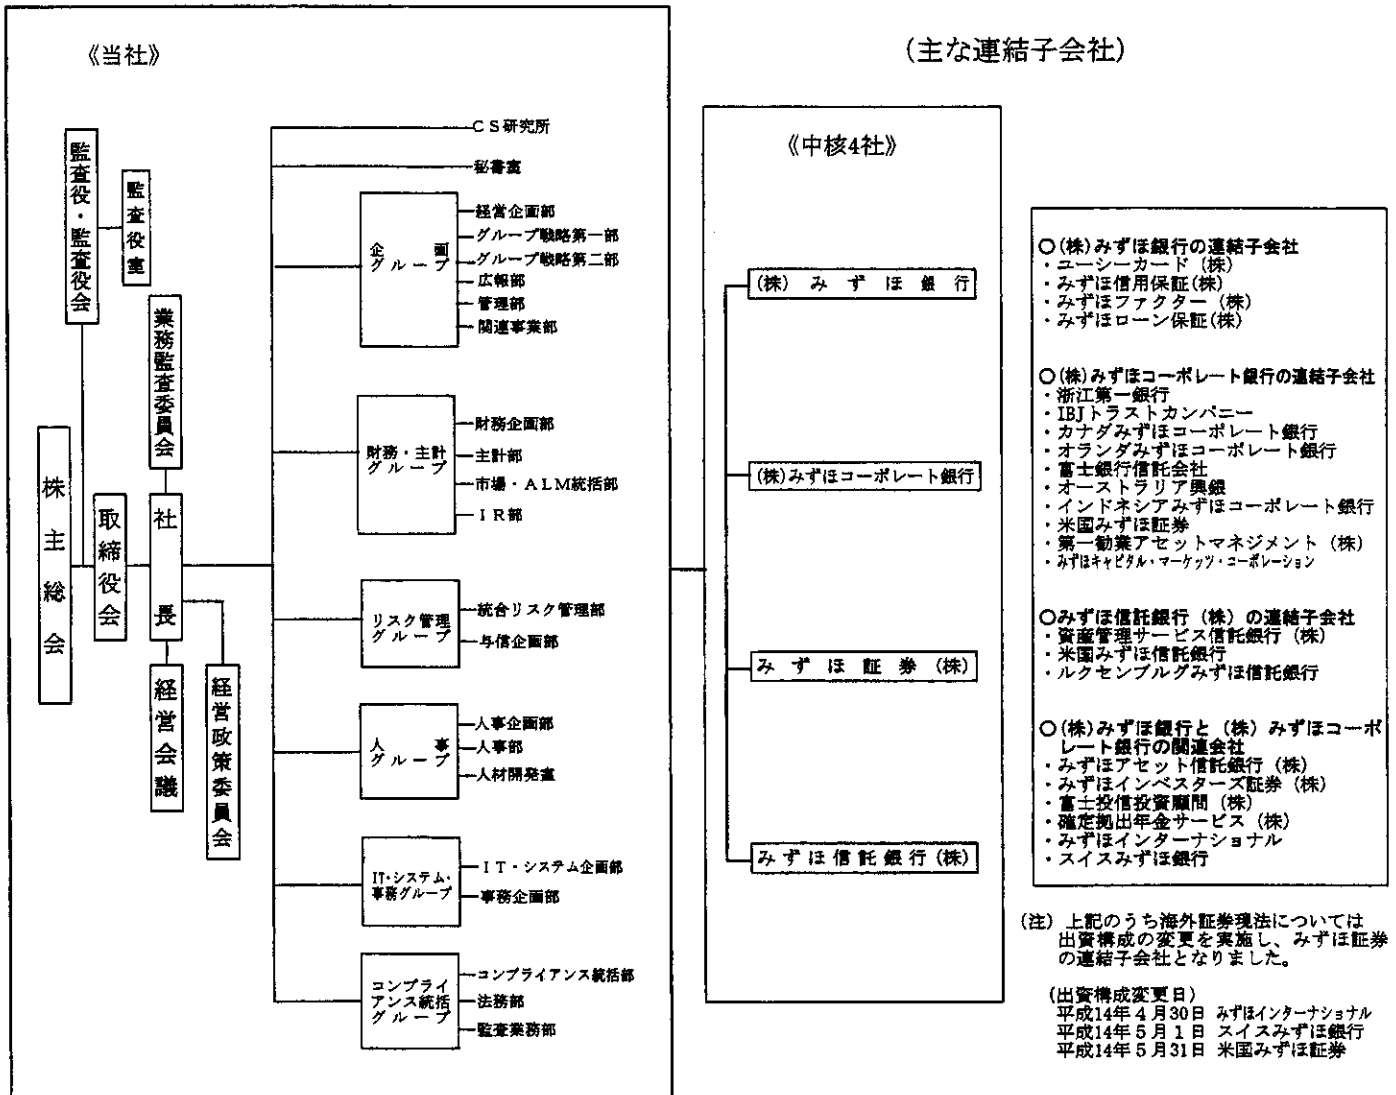 《当社》
監査役・監査役会
監査役室
業務監査委員会
株主総会
取締役会
社長
経営会議
経営政策委員会
CS研究所
秘書室
企画
グループ
経営企画部
グループ戦略第一部
グループ戦略第二部
広報部
管理部
関連事業部
財務・主計
グループ
財務企画部
主計部
市場・ALM統括部
IR部
リスク管理
グループ
統合リスク管理部
与信企画部
人事
グループ
人事企画部
人事部
人材開発室
IT・システム・
事務グループ
IT・システム企画部
事務企画部
コンプライ
アンス統括
グループ
コンプライアンス統括部
法務部
監査業務部
(主な連結子会社)
《中核4社》
(株)みずほ銀行
(株)みずほコーポレート銀行
みずほ証券(株)
みずほ信託銀行(株)
○(株)みずほ銀行の連結子会社
・ユーシーカード(株)
・みずほ信用保証(株)
・みずほファクター(株)
・みずほローン保証(株)
○(株)みずほコーポレート銀行の連結子会社
・浙江第一銀行
・IBJトラストカンパニー
・カナダみずほコーポレート銀行
・オランダみずほコーポレート銀行
・富士銀行信託会社
・オーストラリア興銀
・インドネシアみずほコーポレート銀行
・米国みずほ証券
・第一勧業アセットマネジメント(株)
・みずほキャピタル・マーケッツ・コーポレーション
○みずほ信託銀行(株)の連結子会社
・資産管理サービス信託銀行(株)
・米国みずほ信託銀行
・ルクセンブルグみずほ信託銀行
○(株)みずほ銀行と(株)みずほコーポ
レート銀行の関連会社
・みずほアセット信託銀行(株)
・みずほインベスターズ証券(株)
・富士投信投資顧問(株)
・確定拠出年金サービス(株)
・みずほインターナショナル
・スイスみずほ銀行
(注)上記のうち海外証券現法については
出資構成の変更を実施し、みずほ証券
の連結子会社となりました。
(出資構成変更日)
平成14年4月30日 みずほインターナショナル
平成14年5月1日 スイスみずほ銀行
平成14年5月31日 米国みずほ証券